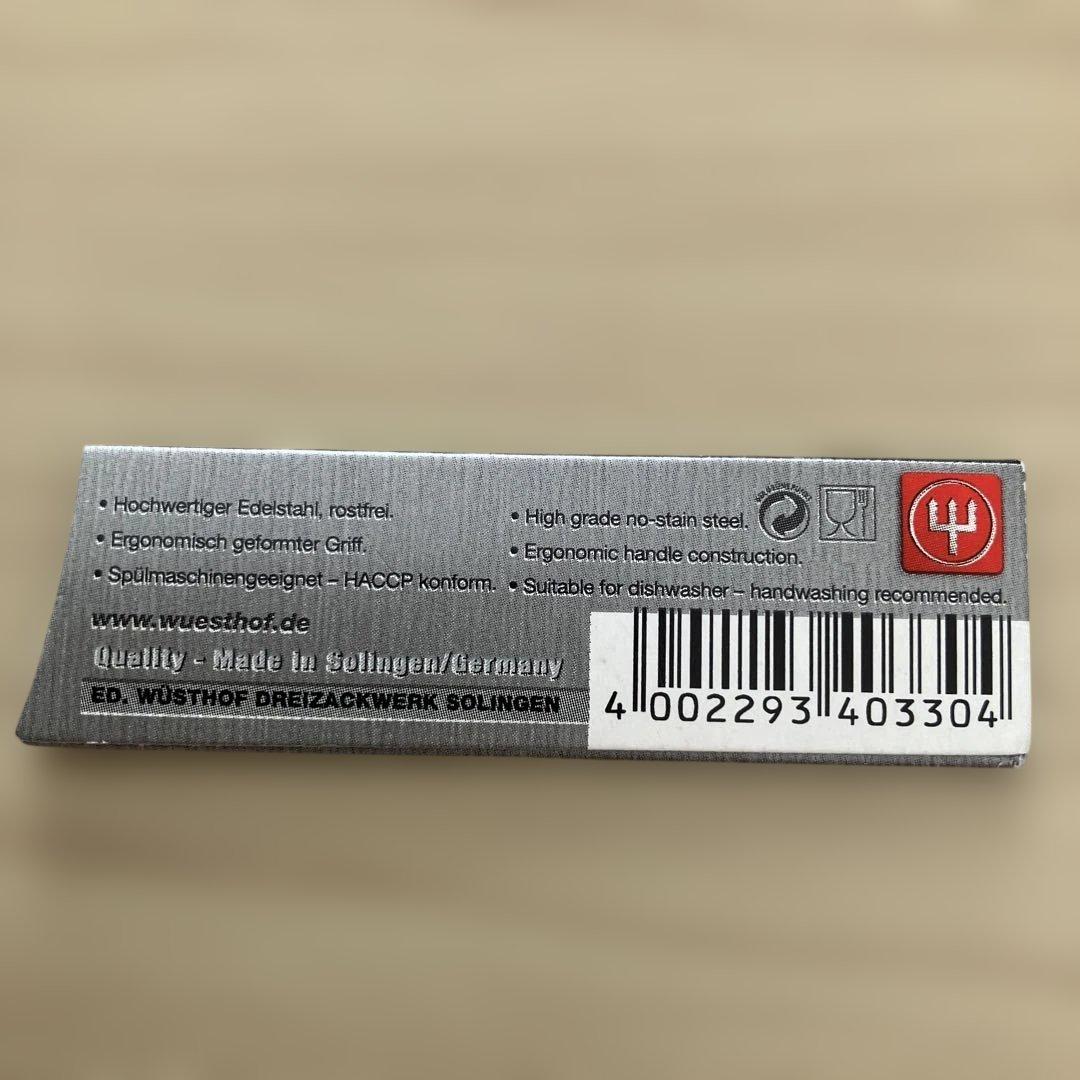 • Hochwertiger Edelstahl, rostfrei.
• Ergonomisch geformter Griff.
• Spülmaschinengeeignet – HACCP konform.
• High grade no-stain steel.
• Ergonomic handle construction.
• Suitable for dishwasher – handwashing recommended.
www.wuesthof.de
Quality - Made in Solingen/Germany
ED. WÜSTHOF DREIZACKWERK SOLINGEN
4 002293 403304